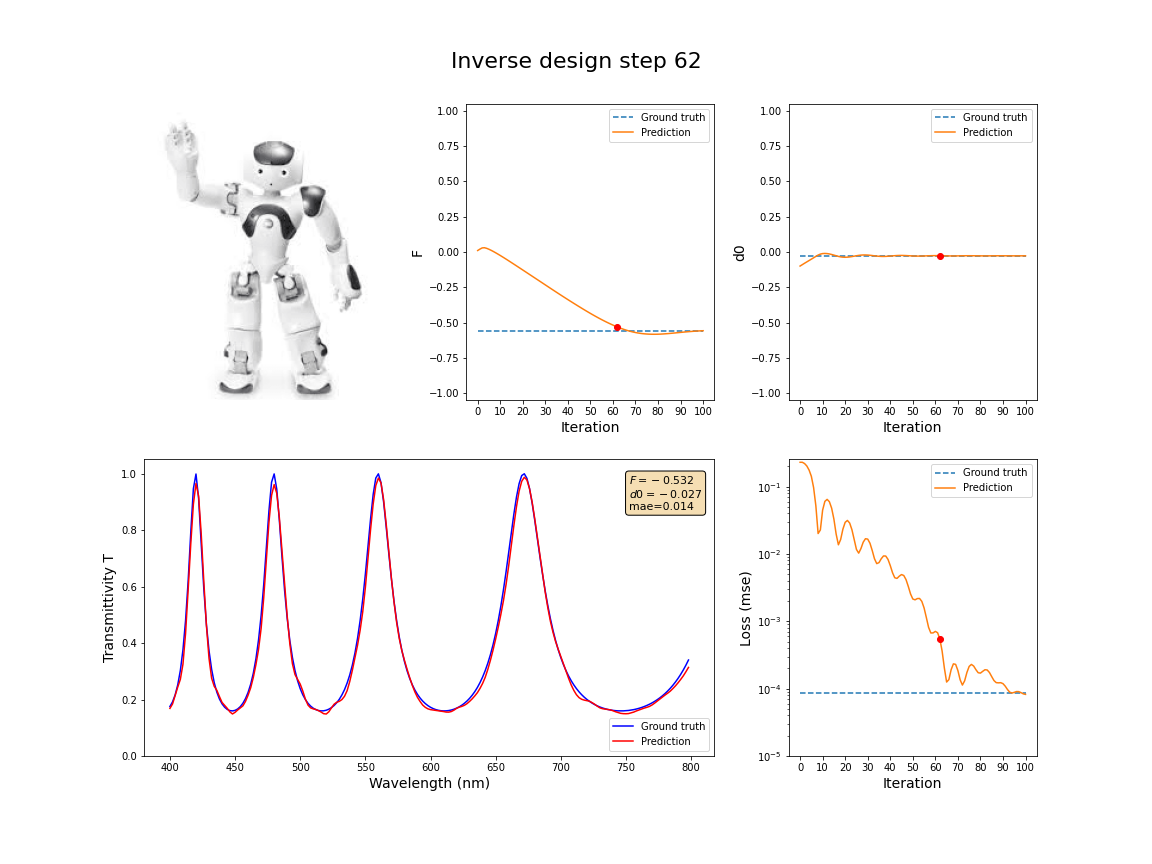 Inverse design step 62
1.00
0.75
0.50
0.25
0.00
−0.25
−0.50
−0.75
−1.00
F
0 10 20 30 40 50 60 70 80 90 100
Iteration
Ground truth
Prediction
1.00
0.75
0.50
0.25
0.00
−0.25
−0.50
−0.75
−1.00
d0
0 10 20 30 40 50 60 70 80 90 100
Iteration
Ground truth
Prediction
1.0
0.8
0.6
0.4
0.2
0.0
Transmittivity T
400 450 500 550 600 650 700 750 800
Wavelength (nm)
F = − 0.532
d0 = − 0.027
mae=0.014
Ground truth
Prediction
10⁻¹
10⁻²
10⁻³
10⁻⁴
10⁻⁵
Loss (mse)
0 10 20 30 40 50 60 70 80 90 100
Iteration
Ground truth
Prediction